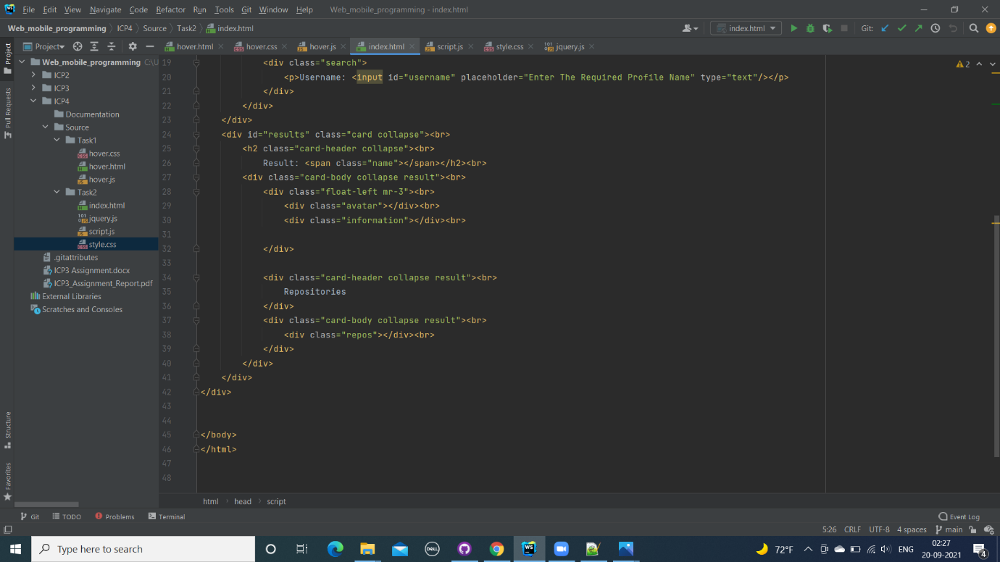 WS File Edit View Navigate Code Refactor Run Tools Git Window Help Web_mobile_programming - index.html
Web_mobile_programming ICP4 Source Task2 index.html
index.html Git:
Project
hover.html hover.css hover.js index.html script.js style.css jquery.js
Project
Pull Requests
Structure
Favorites
Web_mobile_programming C:\U
ICP2
ICP3
ICP4
Documentation
Source
Task1
hover.css
hover.html
hover.js
Task2
index.html
jquery.js
script.js
style.css
.gitattributes
ICP3 Assignment.docx
ICP3_Assignment_Report.pdf
External Libraries
Scratches and Consoles
2
19 <div class="search">
20 <p>Username: <input id="username" placeholder="Enter The Required Profile Name" type="text"/></p>
21 </div>
22 </div>
23 </div>
24 <div id="results" class="card collapse"><br>
25 <h2 class="card-header collapse"><br>
26 Result: <span class="name"></span></h2><br>
27 <div class="card-body collapse result"><br>
28 <div class="float-left mr-3"><br>
29 <div class="avatar"></div><br>
30 <div class="information"></div><br>
31
32 </div>
33
34 <div class="card-header collapse result"><br>
35 Repositories
36 </div>
37 <div class="card-body collapse result"><br>
38 <div class="repos"></div><br>
39 </div>
40 </div>
41 </div>
42 </div>
43
44
45 </body>
46 </html>
47
48
html head script
Git TODO Problems Terminal Event Log
5:26 CRLF UTF-8 4 spaces main
Type here to search
DELL
WS
72°F
ENG
02:27
20-09-2021
4